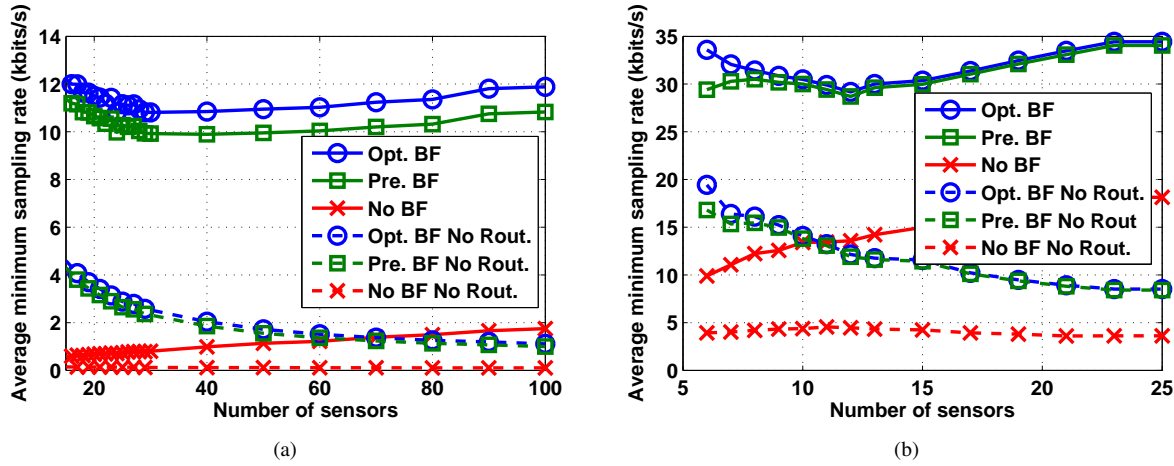 14
12
10
8
6
4
2
0
Average minimum sampling rate (kbits/s)
20
40
60
80
100
Number of sensors
Opt. BF
Pre. BF
No BF
Opt. BF No Rout.
Pre. BF No Rout.
No BF No Rout.
(a)
35
30
25
20
15
10
5
0
Average minimum sampling rate (kbits/s)
5
10
15
20
25
Number of sensors
Opt. BF
Pre. BF
No BF
Opt. BF No Rout.
Pre. BF No Rout
No BF No Rout.
(b)